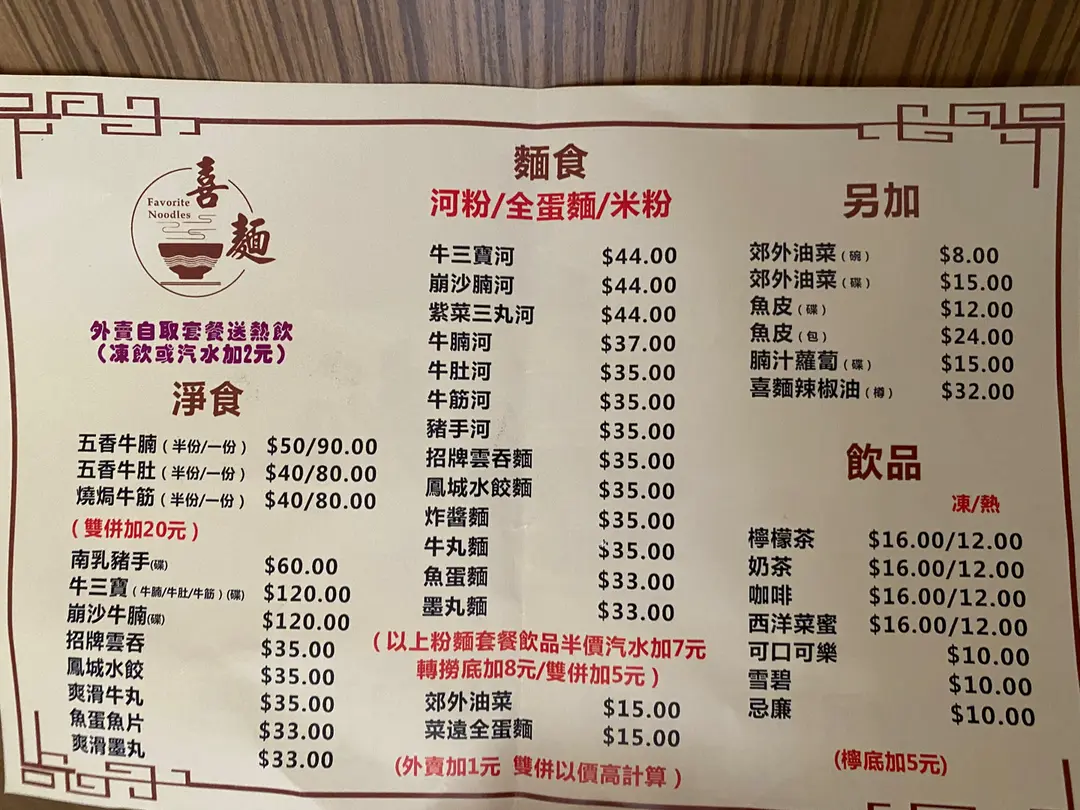 Favorite
Noodles
喜
麵
外賣自取套餐送熱飲
(凍飲或汽水加2元)
淨食
五香牛腩(半份/一份) $50/90.00
五香牛肚(半份/一份) $40/80.00
燒焗牛筋(半份/一份) $40/80.00
(雙併加20元)
南乳豬手(碟) $60.00
牛三寶(牛腩/牛肚/牛筋)(碟) $120.00
崩沙牛腩(碟) $120.00
招牌雲吞 $35.00
鳳城水餃 $35.00
爽滑牛丸 $35.00
魚蛋魚片 $33.00
爽滑墨丸 $33.00
麵食
河粉/全蛋麵/米粉
牛三寶河 $44.00
崩沙腩河 $44.00
紫菜三丸河 $44.00
牛腩河 $37.00
牛肚河 $35.00
牛筋河 $35.00
豬手河 $35.00
招牌雲吞麵 $35.00
鳳城水餃麵 $35.00
炸醬麵 $35.00
牛丸麵 $35.00
魚蛋麵 $33.00
墨丸麵 $33.00
(以上粉麵套餐飲品半價汽水加7元
轉撈底加8元/雙併加5元)
郊外油菜 $15.00
菜遠全蛋麵 $15.00
(外賣加1元 雙併以價高計算)
另加
郊外油菜(碗) $8.00
郊外油菜(碟) $15.00
魚皮(碟) $12.00
魚皮(包) $24.00
腩汁蘿蔔(碟) $15.00
喜麵辣椒油(樽) $32.00
飲品
凍/熱
檸檬茶 $16.00/12.00
奶茶 $16.00/12.00
咖啡 $16.00/12.00
西洋菜蜜 $16.00/12.00
可口可樂 $10.00
雪碧 $10.00
忌廉 $10.00
(檸底加5元)